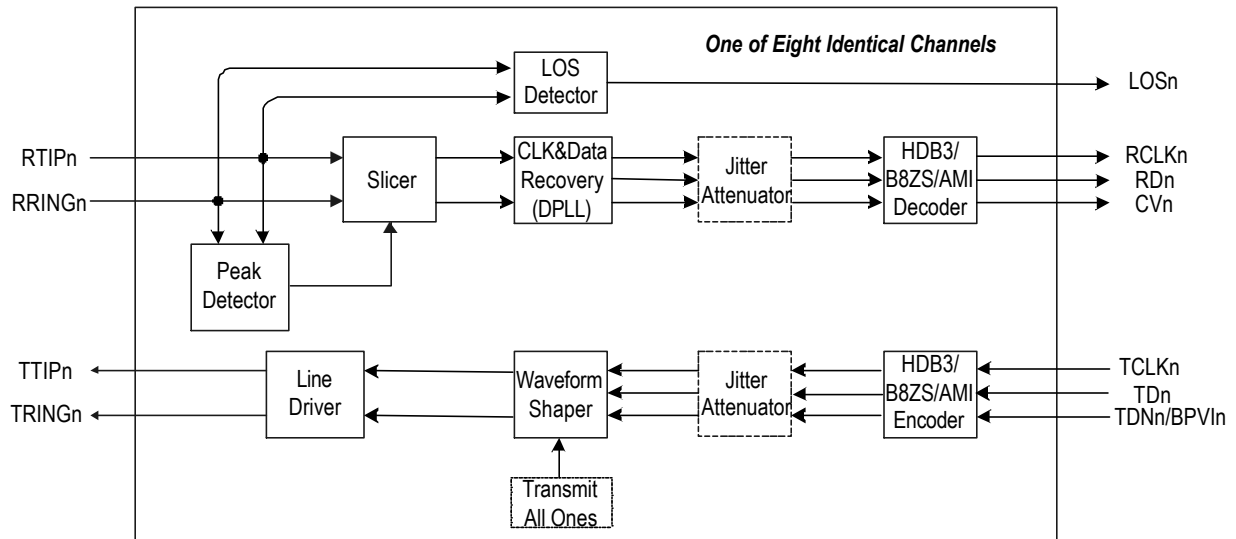 One of Eight Identical Channels
LOS
Detector
LOSn
RTIPn
RRINGn
Slicer
CLK&Data
Recovery
(DPLL)
Jitter
Attenuator
HDB3/
B8ZS/AMI
Decoder
RCLKn
RDn
CVn
Peak
Detector
TTIPn
TRINGn
Line
Driver
Waveform
Shaper
Jitter
Attenuator
HDB3/
B8ZS/AMI
Encoder
TCLKn
TDn
TDNn/BPVIn
Transmit
All Ones